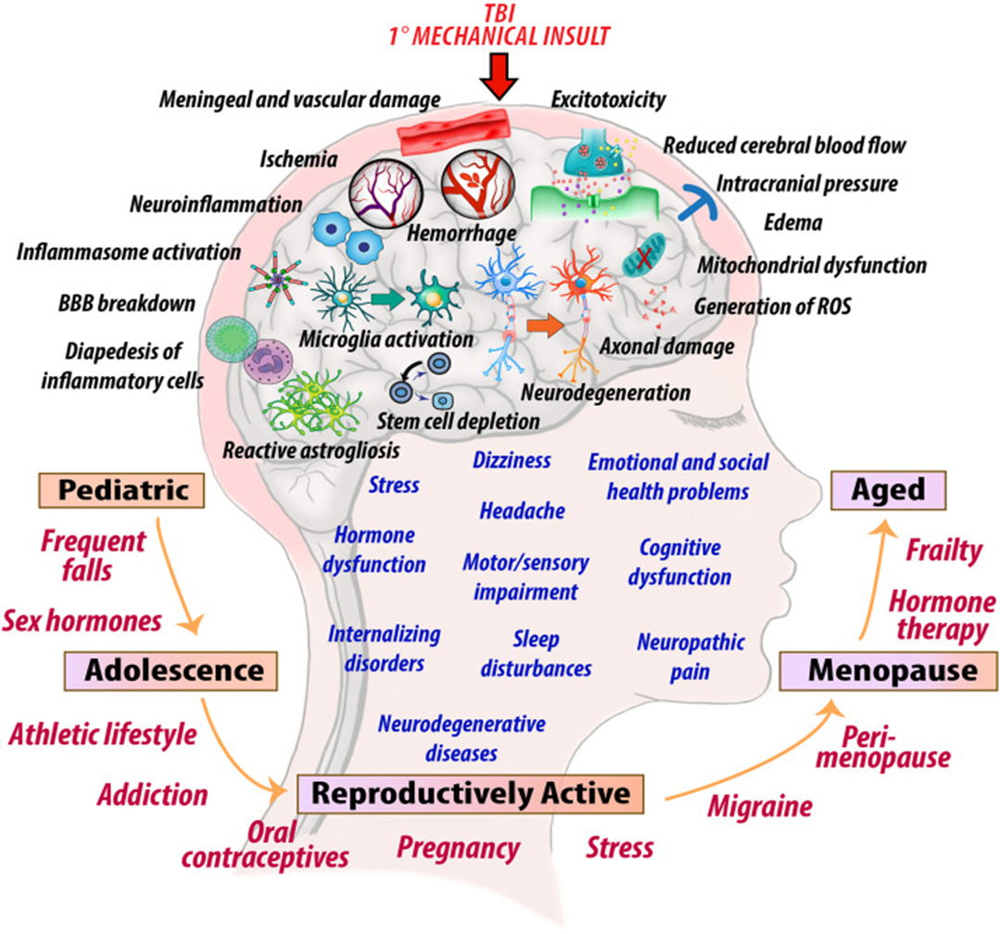 TBI
1° MECHANICAL INSULT
Meningeal and vascular damage
Excitotoxicity
Ischemia
Reduced cerebral blood flow
Intracranial pressure
Neuroinflammation
Hemorrhage
Edema
Inflammasome activation
Mitochondrial dysfunction
BBB breakdown
Generation of ROS
Microglia activation
Axonal damage
Diapedesis of
inflammatory cells
Neurodegeneration
Stem cell depletion
Reactive astrogliosis
Dizziness
Emotional and social
health problems
Stress
Headache
Hormone
dysfunction
Motor/sensory
impairment
Cognitive
dysfunction
Internalizing
disorders
Sleep
disturbances
Neuropathic
pain
Neurodegenerative
diseases
Pediatric
Frequent
falls
Sex hormones
Adolescence
Athletic lifestyle
Addiction
Reproductively Active
Oral
contraceptives
Pregnancy
Stress
Migraine
Peri-
menopause
Menopause
Hormone
therapy
Frailty
Aged